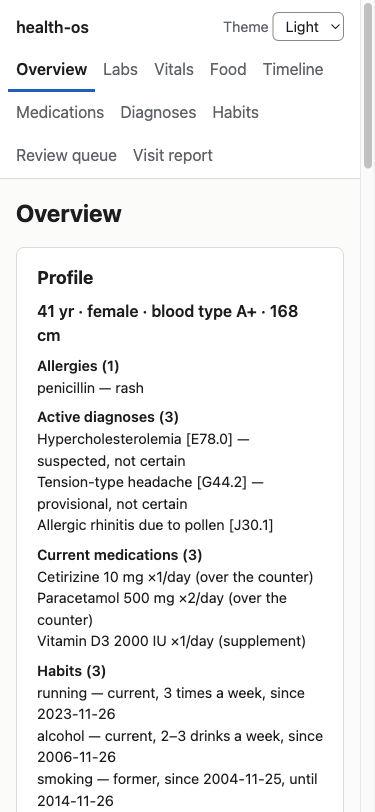 health-os
Theme Light
Overview Labs Vitals Food Timeline
Medications Diagnoses Habits
Review queue Visit report
Overview
Profile
41 yr · female · blood type A+ · 168
cm
Allergies (1)
penicillin — rash
Active diagnoses (3)
Hypercholesterolemia [E78.0] —
suspected, not certain
Tension-type headache [G44.2] —
provisional, not certain
Allergic rhinitis due to pollen [J30.1]
Current medications (3)
Cetirizine 10 mg ×1/day (over the counter)
Paracetamol 500 mg ×2/day (over the
counter)
Vitamin D3 2000 IU ×1/day (supplement)
Habits (3)
running — current, 3 times a week, since
2023-11-26
alcohol — current, 2–3 drinks a week, since
2006-11-26
smoking — former, since 2004-11-25, until
2014-11-26